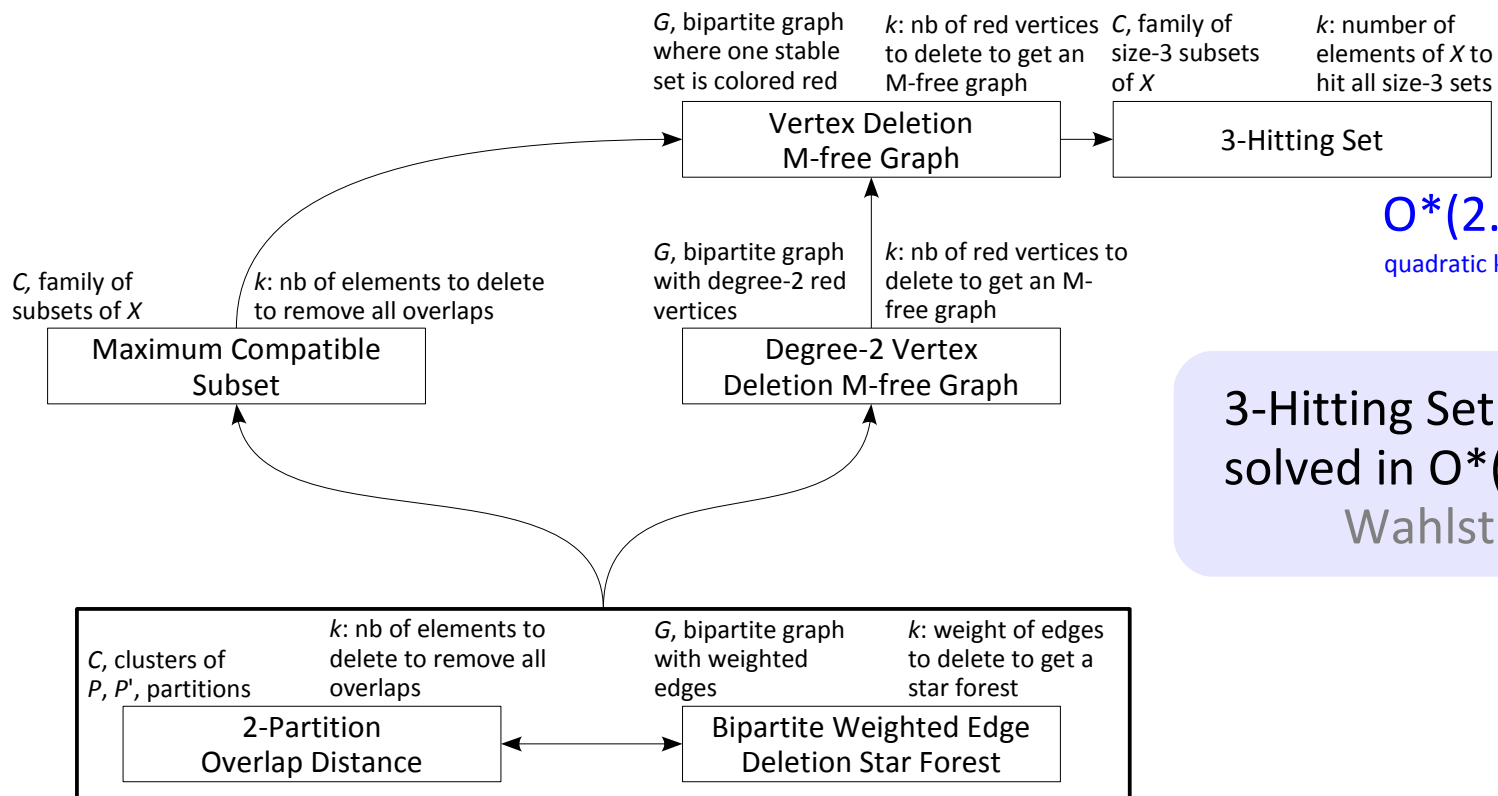 G, bipartite graph
where one stable
set is colored red
k: nb of red vertices
to delete to get an
M-free graph
C, family of
size-3 subsets
of X
k: number of
elements of X to
hit all size-3 sets
Vertex Deletion
M-free Graph
3-Hitting Set
O*(2.
quadratic k
C, family of
subsets of X
k: nb of elements to delete
to remove all overlaps
G, bipartite graph
with degree-2 red
vertices
k: nb of red vertices to
delete to get an M-
free graph
Maximum Compatible
Subset
Degree-2 Vertex
Deletion M-free Graph
3-Hitting Set
solved in O*(
Wahlst
C, clusters of
P, P', partitions
k: nb of elements to
delete to remove all
overlaps
G, bipartite graph
with weighted
edges
k: weight of edges
to delete to get a
star forest
2-Partition
Overlap Distance
Bipartite Weighted Edge
Deletion Star Forest